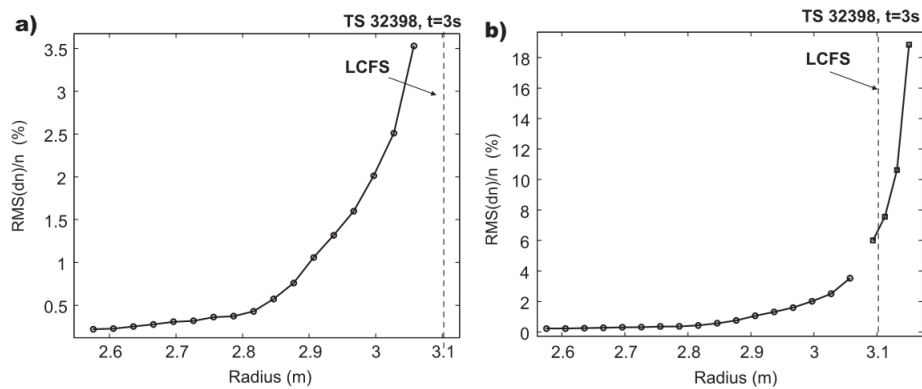 a)
TS 32398, t=3s
LCFS
RMS(dn)/n (%)
3.5
3
2.5
2
1.5
1
0.5
2.6 2.7 2.8 2.9 3 3.1
Radius (m)
b)
TS 32398, t=3s
LCFS
RMS(dn)/n (%)
18
16
14
12
10
8
6
4
2
0
2.6 2.7 2.8 2.9 3 3.1
Radius (m)